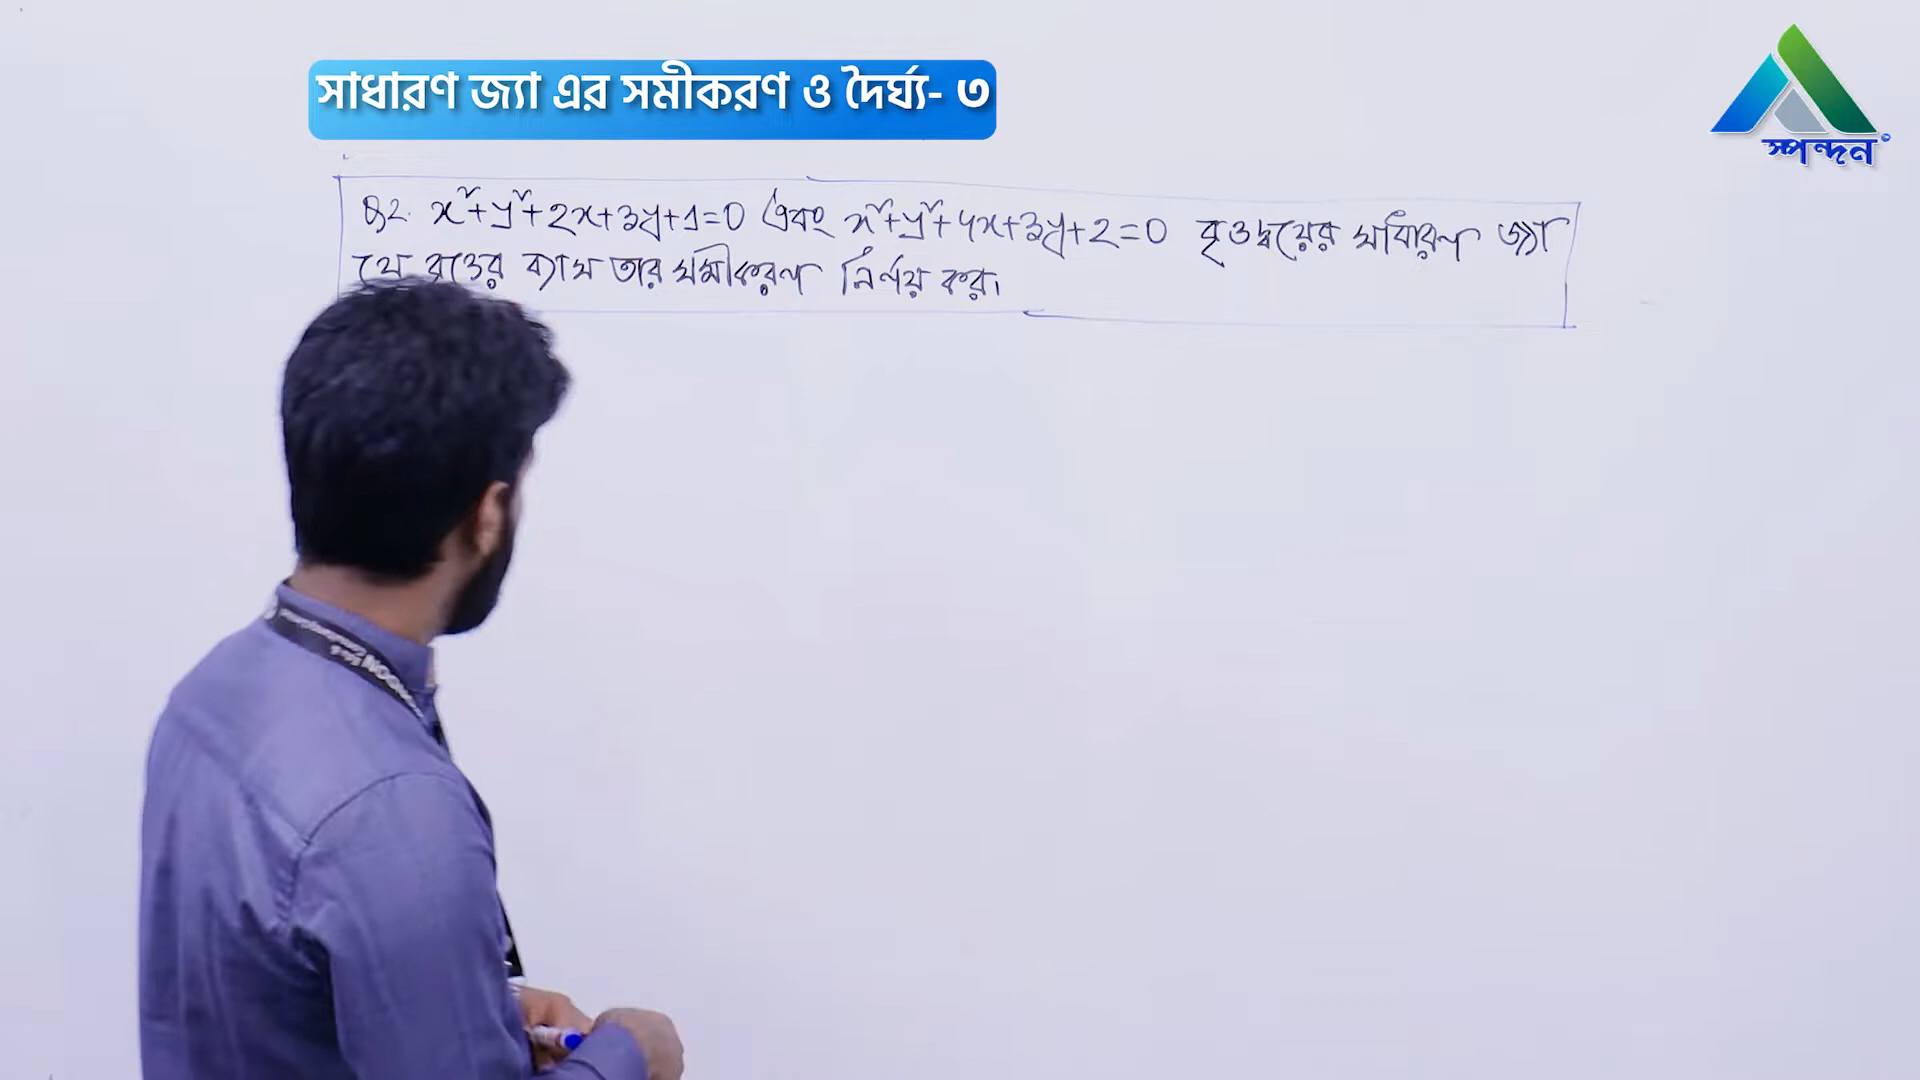 সাধারণ জ্যা এর সমীকরণ ও দৈর্ঘ্য- ৩
স্পন্দন
Q2. x²+y²+2x+3y+1=0 এবং x²+y²+4x+3y+2=0 বৃত্তদ্বয়ের সাধারণ জ্যা
যে বৃত্তের ব্যাস তার সমীকরণ নির্ণয় কর।